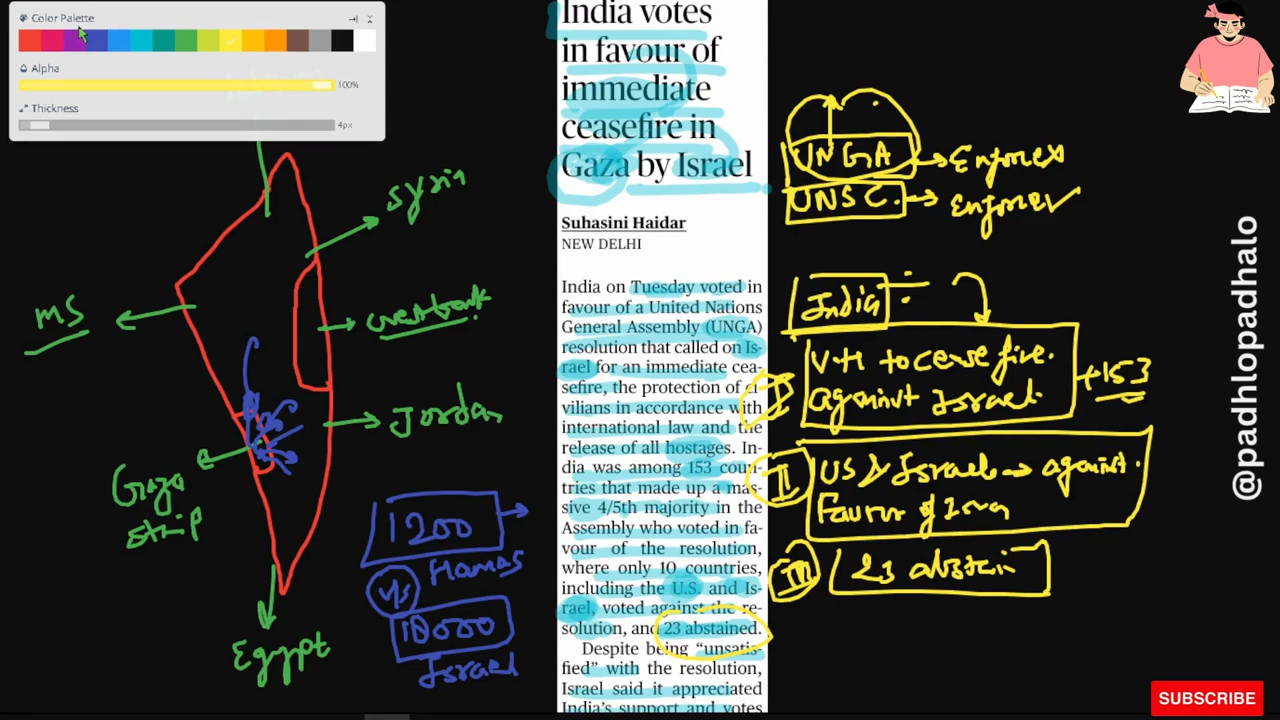 Color Palette
Alpha
100%
Thickness
4px
Syria
MS
westbank
Jordan
Gaza
strip
Egypt
1200
Hamas
v/s
18000
Israel
India votes
in favour of
immediate
ceasefire in
Gaza by Israel
Suhasini Haidar
NEW DELHI
India on Tuesday voted in
favour of a United Nations
General Assembly (UNGA)
resolution that called on Is-
rael for an immediate cea-
sefire, the protection of ci-
vilians in accordance with
international law and the
release of all hostages. In-
dia was among 153 coun-
tries that made up a mas-
sive 4/5th majority in the
Assembly who voted in fa-
vour of the resolution,
where only 10 countries,
including the U.S. and Is-
rael, voted against the re-
solution, and 23 abstained.
Despite being “unsatis-
fied” with the resolution,
Israel said it appreciated
India's support and votes
UNGA
UNSC.
India :
I
to cease fire.
against Israel.
153
II
US Israel → against
of
III
23 abstain
@padhlopadhalo
SUBSCRIBE